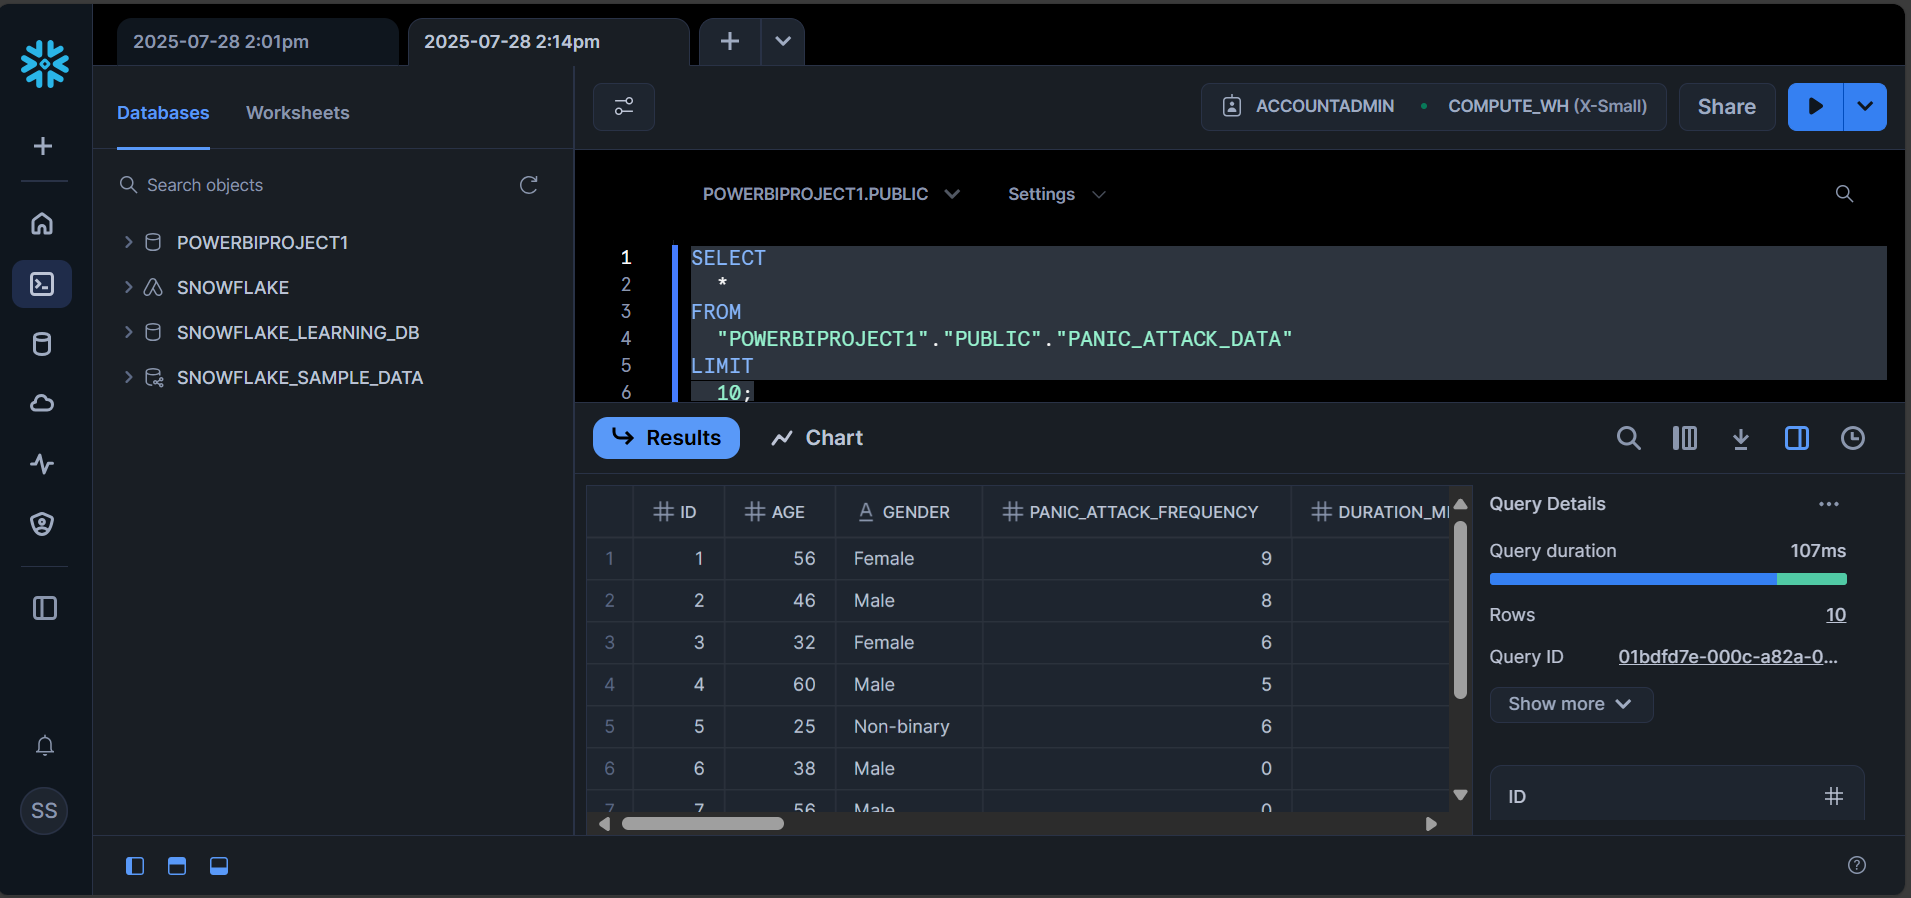 2025-07-28 2:01pm
2025-07-28 2:14pm
Databases
Worksheets
ACCOUNTADMIN
COMPUTE_WH (X-Small)
Share
Search objects
POWERBIPROJECT1
SNOWFLAKE
SNOWFLAKE_LEARNING_DB
SNOWFLAKE_SAMPLE_DATA
SS
POWERBIPROJECT1.PUBLIC
Settings
1 SELECT
2 *
3 FROM
4 "POWERBIPROJECT1"."PUBLIC"."PANIC_ATTACK_DATA"
5 LIMIT
6 10;
Results
Chart
ID AGE GENDER PANIC_ATTACK_FREQUENCY DURATION_MI
1 1 56 Female 9
2 2 46 Male 8
3 3 32 Female 6
4 4 60 Male 5
5 5 25 Non-binary 6
6 6 38 Male 0
7 7 56 Male 0
Query Details
Query duration 107ms
Rows 10
Query ID 01bdfd7e-000c-a82a-0...
Show more
ID